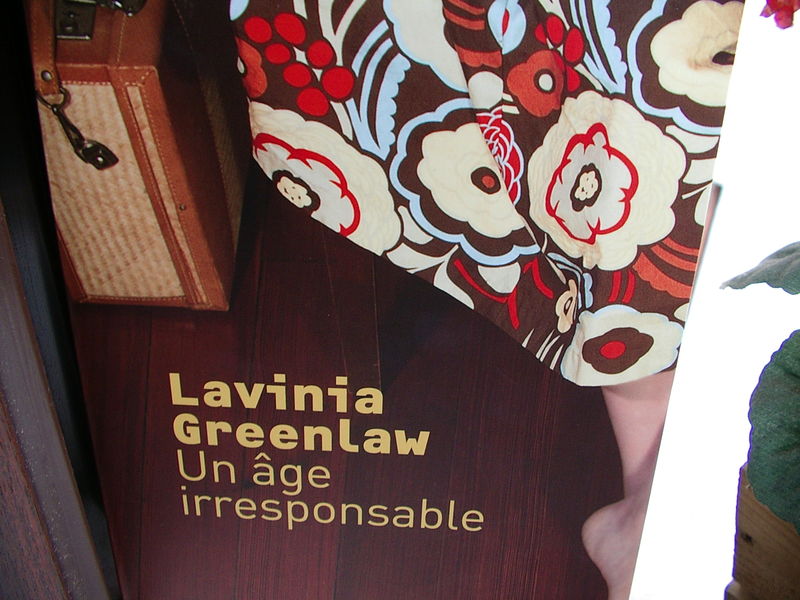 Lavinia
Greenlaw
Un âge
irresponsable